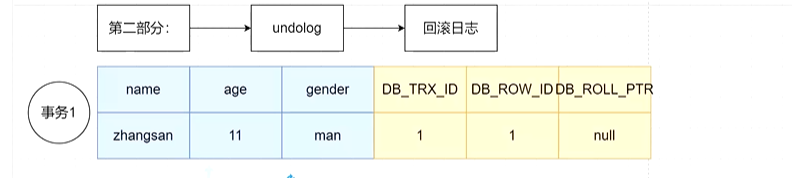 第二部分： undolog 回滚日志
name age gender DB_TRX_ID DB_ROW_ID DB_ROLL_PTR
事务1
zhangsan 11 man 1 1 null